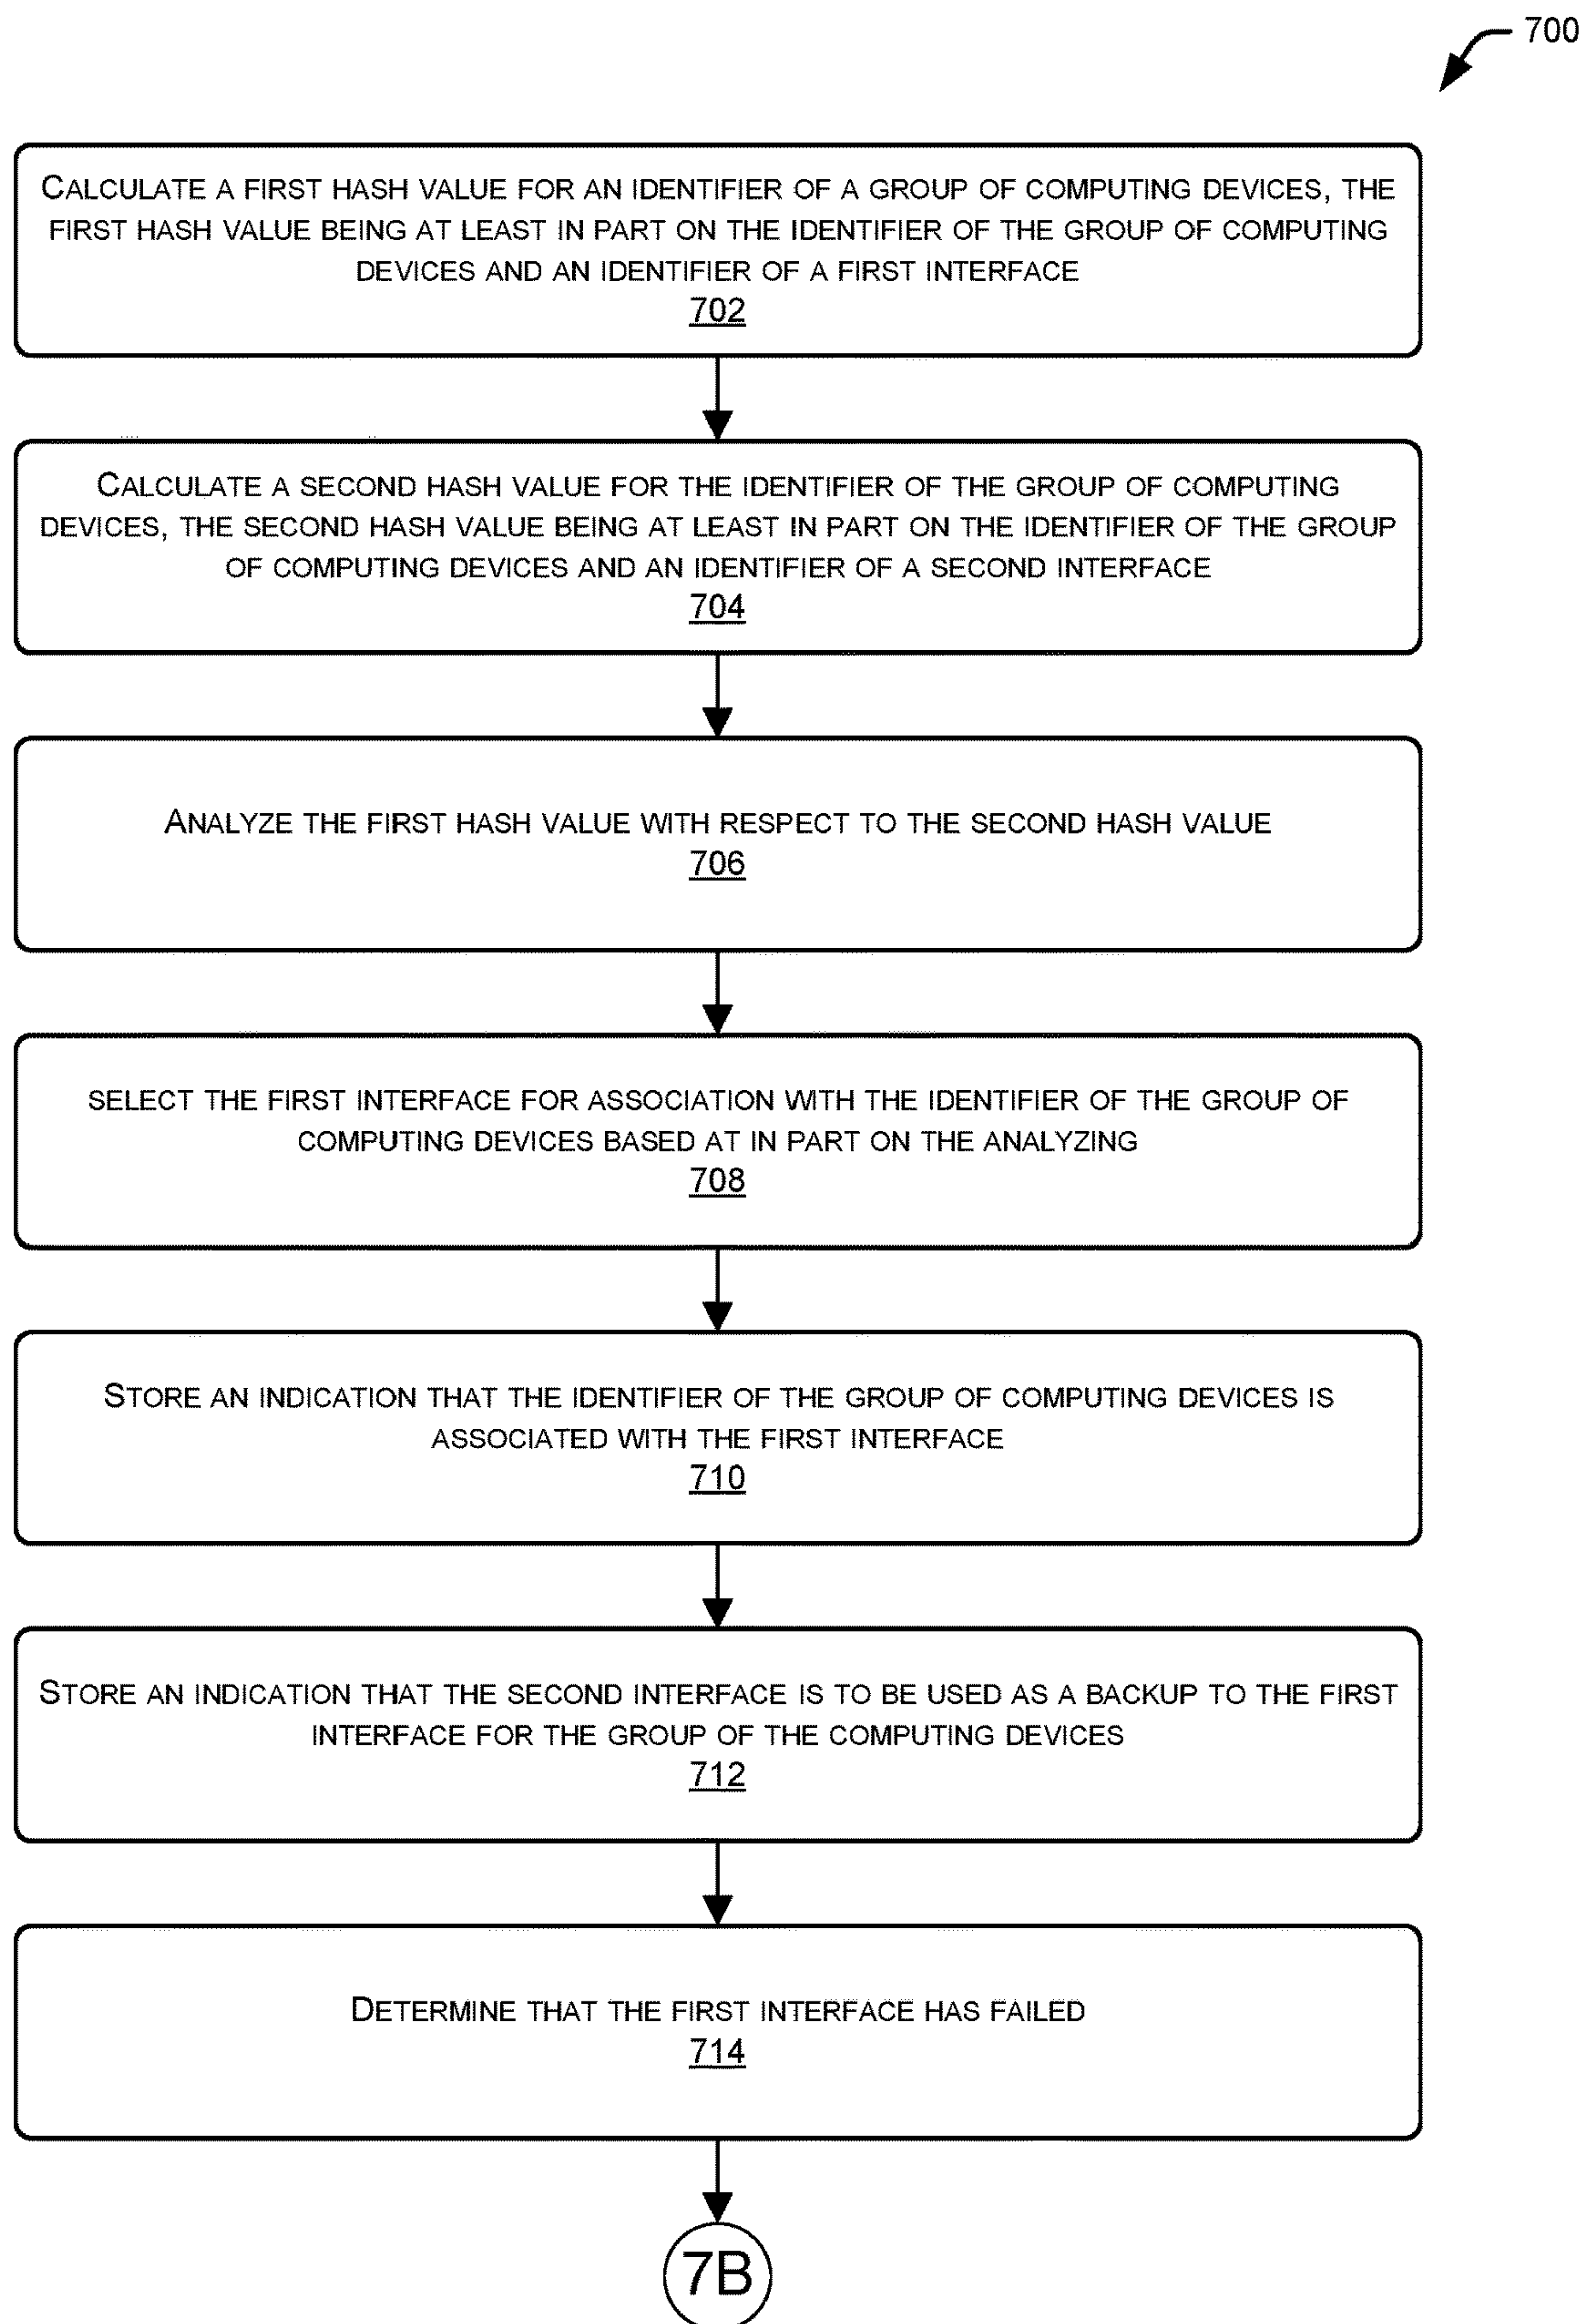 700
CALCULATE A FIRST HASH VALUE FOR AN IDENTIFIER OF A GROUP OF COMPUTING DEVICES, THE
FIRST HASH VALUE BEING AT LEAST IN PART ON THE IDENTIFIER OF THE GROUP OF COMPUTING
DEVICES AND AN IDENTIFIER OF A FIRST INTERFACE
702
CALCULATE A SECOND HASH VALUE FOR THE IDENTIFIER OF THE GROUP OF COMPUTING
DEVICES, THE SECOND HASH VALUE BEING AT LEAST IN PART ON THE IDENTIFIER OF THE GROUP
OF COMPUTING DEVICES AND AN IDENTIFIER OF A SECOND INTERFACE
704
ANALYZE THE FIRST HASH VALUE WITH RESPECT TO THE SECOND HASH VALUE
706
SELECT THE FIRST INTERFACE FOR ASSOCIATION WITH THE IDENTIFIER OF THE GROUP OF
COMPUTING DEVICES BASED AT IN PART ON THE ANALYZING
708
STORE AN INDICATION THAT THE IDENTIFIER OF THE GROUP OF COMPUTING DEVICES IS
ASSOCIATED WITH THE FIRST INTERFACE
710
STORE AN INDICATION THAT THE SECOND INTERFACE IS TO BE USED AS A BACKUP TO THE FIRST
INTERFACE FOR THE GROUP OF THE COMPUTING DEVICES
712
DETERMINE THAT THE FIRST INTERFACE HAS FAILED
714
7B